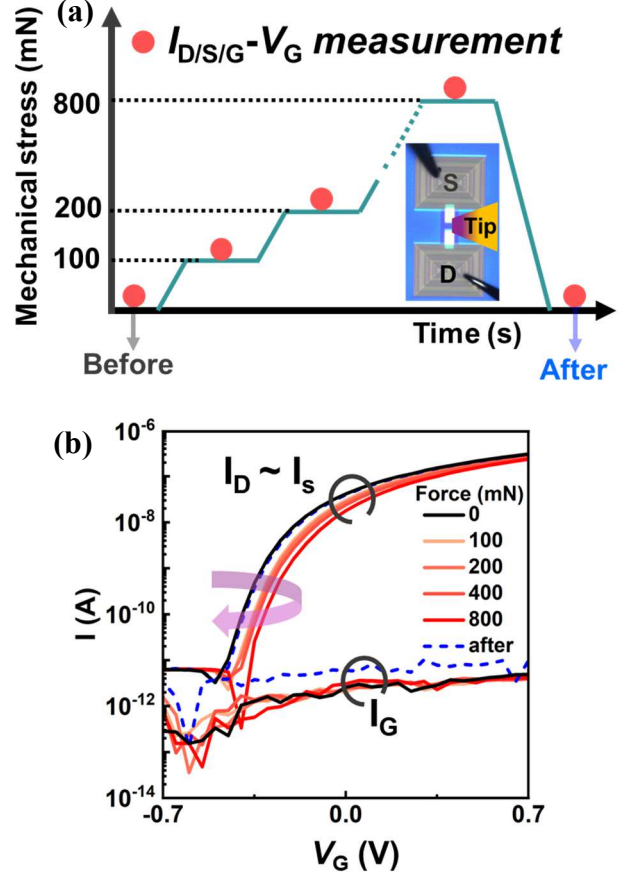 (a)
I_D/S/G-V_G measurement
Mechanical stress (mN)
800
200
100
S
Tip
D
Time (s)
Before
After
(b)
10^-6
10^-8
10^-10
10^-12
10^-14
I (A)
I_D ~ I_s
Force (mN)
0
100
200
400
800
after
I_G
-0.7
0.0
0.7
V_G (V)